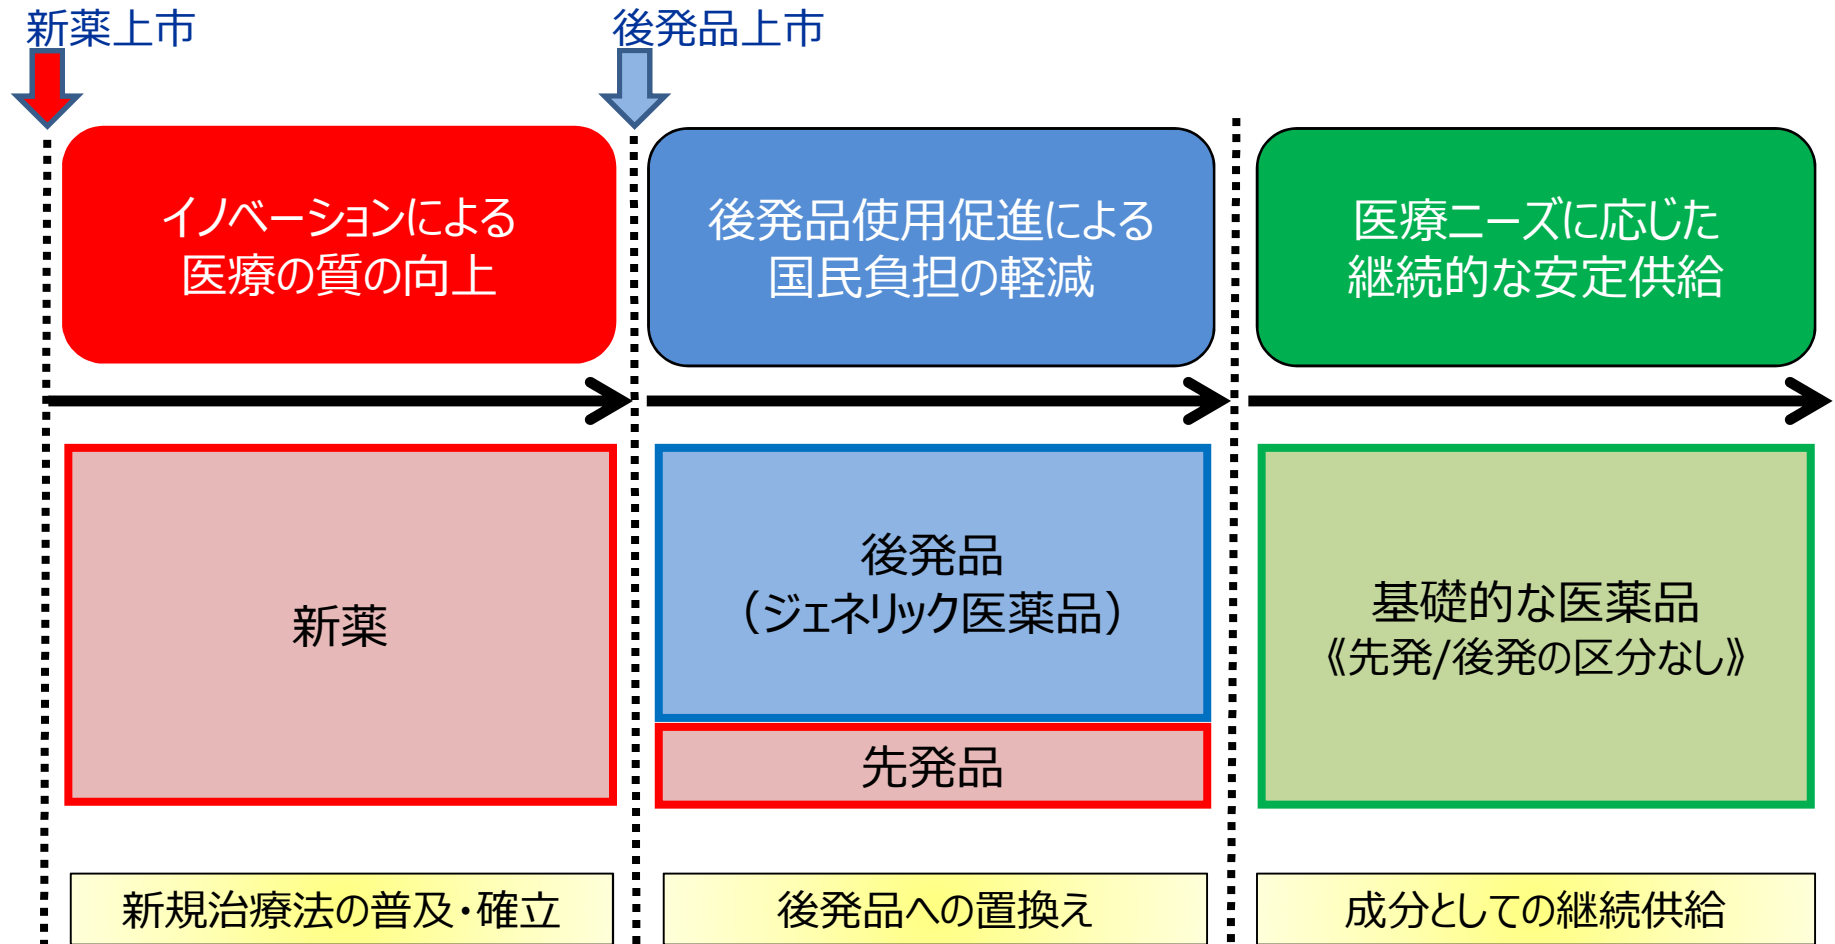 新薬上市
後発品上市
イノベーションによる
医療の質の向上
後発品使用促進による
国民負担の軽減
医療ニーズに応じた
継続的な安定供給
新薬
後発品
（ジェネリック医薬品）
先発品
基礎的な医薬品
《先発/後発の区分なし》
新規治療法の普及・確立
後発品への置換え
成分としての継続供給